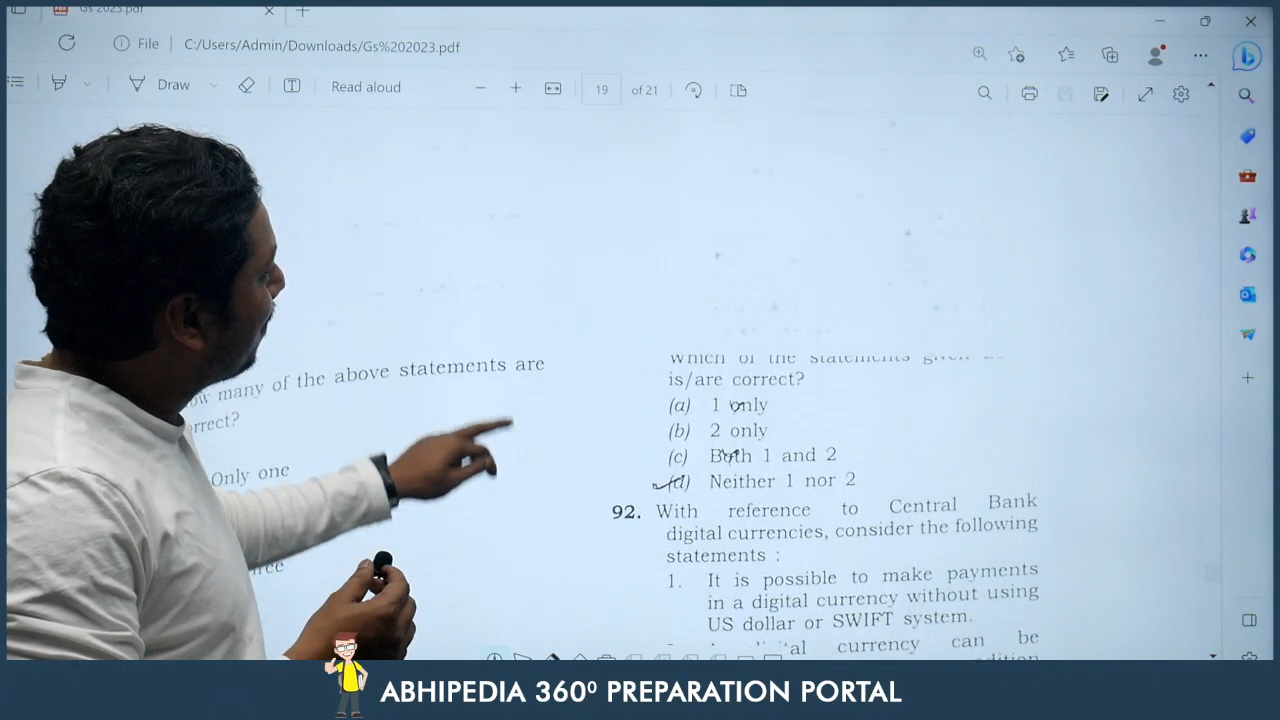 Gs 2023.pdf
File C:/Users/Admin/Downloads/Gs%202023.pdf
Draw Read aloud 19 of 21
many of the above statements are
Only one
Which of the statements given
is/are correct?
(a) 1 only
(b) 2 only
(c) Both 1 and 2
(d) Neither 1 nor 2
92. With reference to Central Bank
digital currencies, consider the following
statements :
1. It is possible to make payments
in a digital currency without using
US dollar or SWIFT system.
currency can be
ABHIPEDIA 360⁰ PREPARATION PORTAL